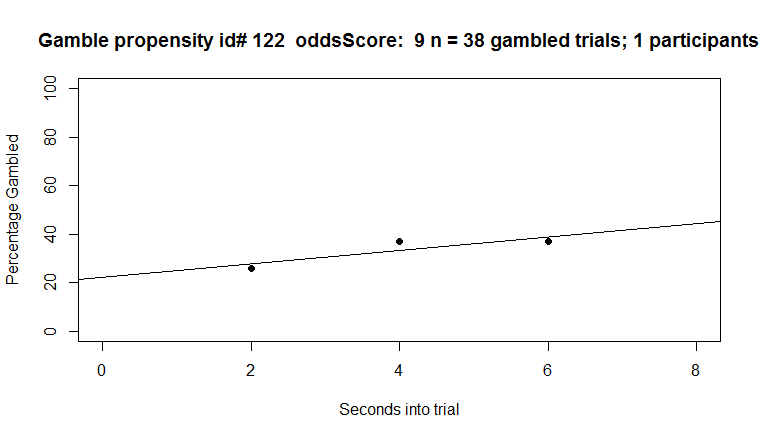 Gamble propensity id# 122  oddsScore:  9 n = 38 gambled trials; 1 participants
100
80
60
40
20
0
Percentage Gambled
0 2 4 6 8
Seconds into trial